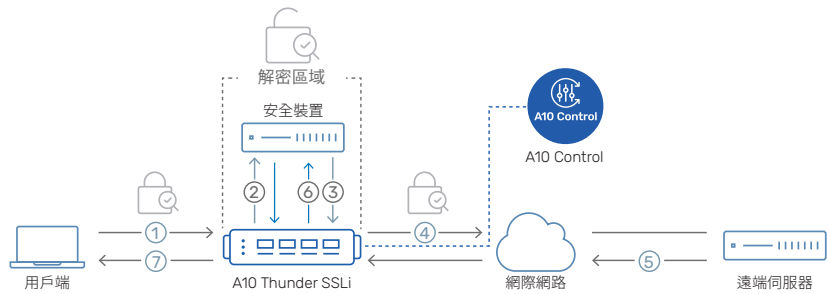 解密區域
安全裝置
A10 Control
A10 Control
② ⑥ ③
① ④
⑦ ⑤
用戶端
A10 Thunder SSLi
網際網路
遠端伺服器